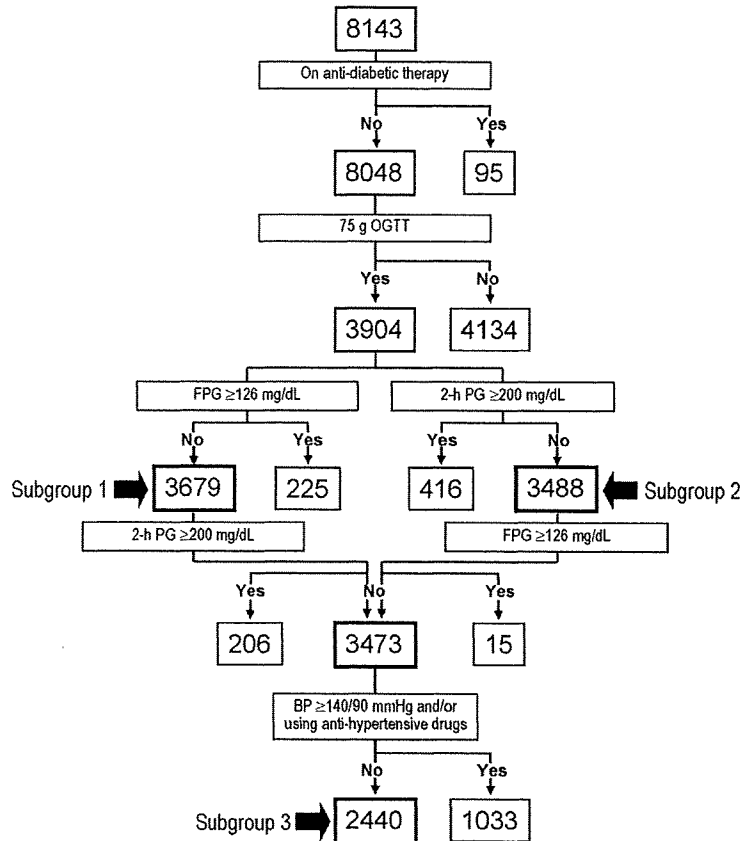 8143
On anti-diabetic therapy
No Yes
8048 95
75 g OGTT
Yes No
3904 4134
FPG ≥126 mg/dL 2-h PG ≥200 mg/dL
No Yes Yes No
Subgroup 1 3679 225 416 3488 Subgroup 2
2-h PG ≥200 mg/dL FPG ≥126 mg/dL
Yes No Yes
206 3473 15
BP ≥140/90 mmHg and/or
using anti-hypertensive drugs
No Yes
Subgroup 3 2440 1033